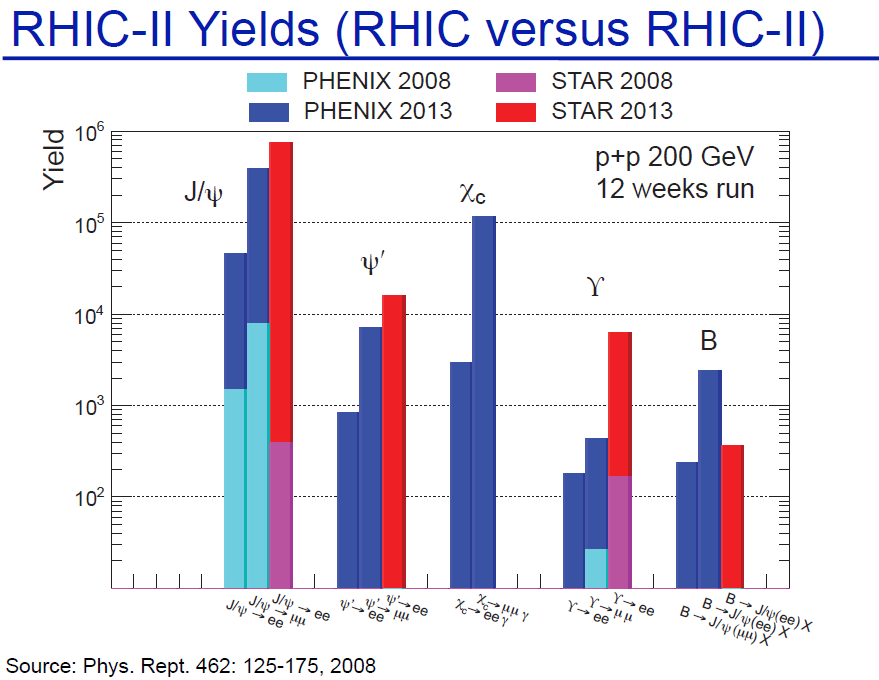 RHIC-II Yields (RHIC versus RHIC-II)
PHENIX 2008
STAR 2008
PHENIX 2013
STAR 2013
Yield
10⁶
10⁵
10⁴
10³
10²
p+p 200 GeV
12 weeks run
J/ψ
ψ′
χc
ϒ
B
J/ψ → ee
J/ψ → μμ
J/ψ → ee
ψ′ → ee
ψ′ → μμ
ψ′ → ee
χc → ee γ
χc → μμ γ
ϒ → ee
ϒ → μμ
ϒ → ee
B → J/ψ (μμ) X
B → J/ψ(ee) X
B → J/ψ(ee) X
Source: Phys. Rept. 462: 125-175, 2008